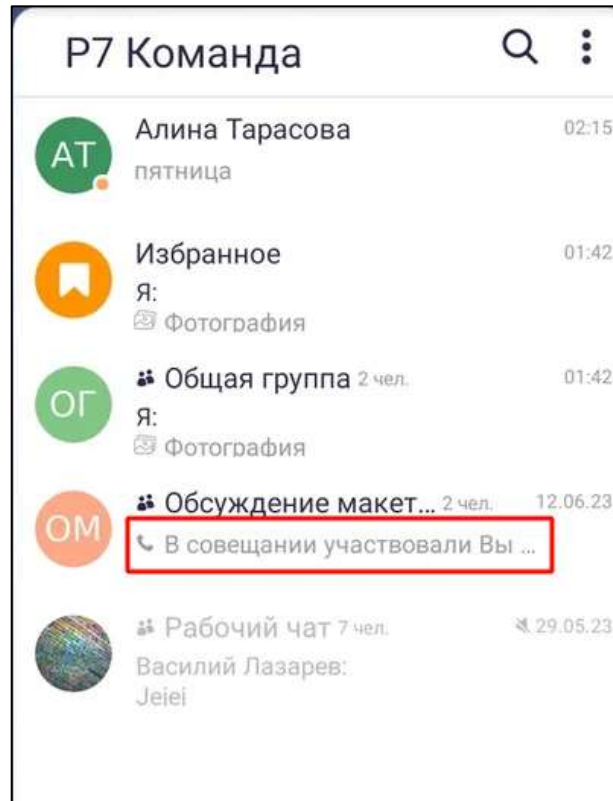 Р7 Команда
АТ
Алина Тарасова
02:15
пятница
Избранное
01:42
Я:
Фотография
ОГ
Общая группа 2 чел.
01:42
Я:
Фотография
ОМ
Обсуждение макет... 2 чел.
12.06.23
В совещании участвовали Вы ...
Рабочий чат 7 чел.
29.05.23
Василий Лазарев:
Jeiei